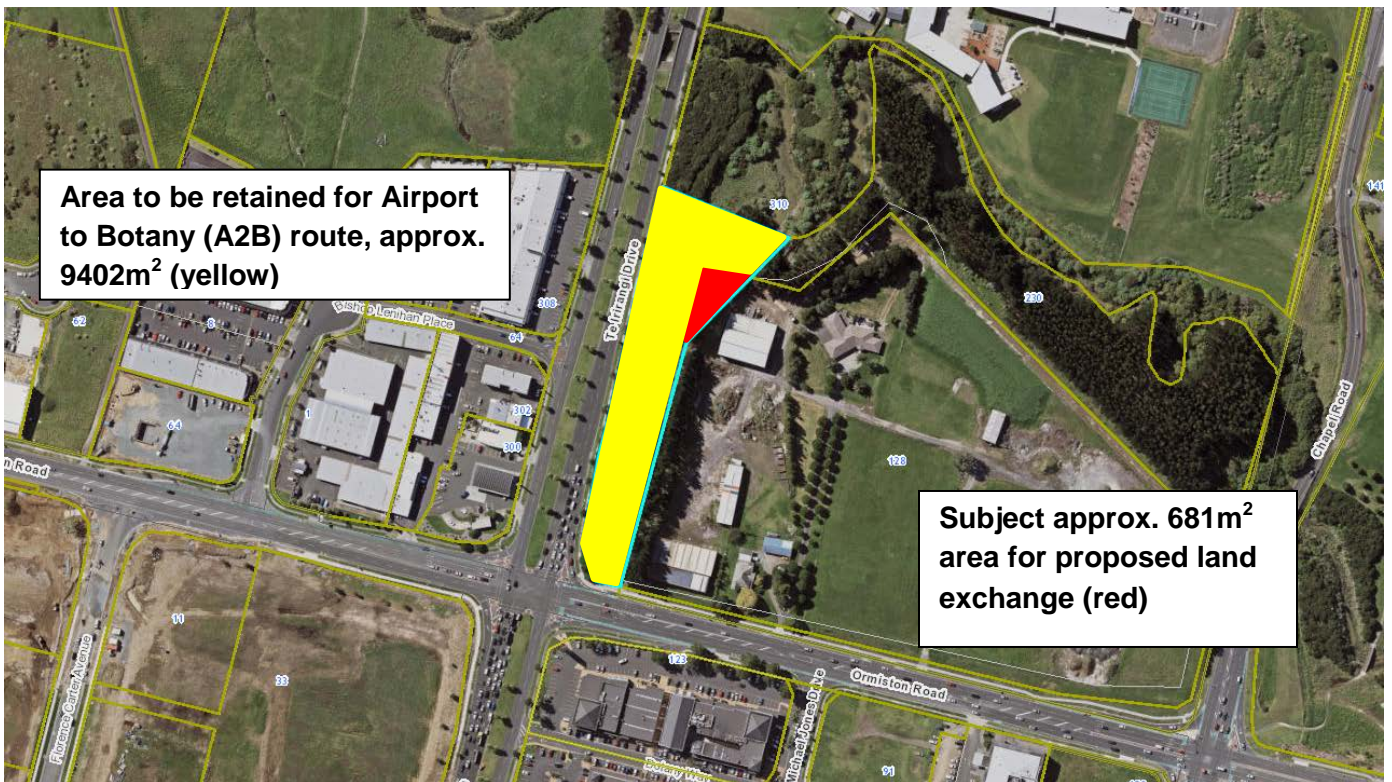 Area to be retained for Airport
to Botany (A2B) route, approx.
9402m² (yellow)
Subject approx. 681m²
area for proposed land
exchange (red)
Te Irirangi Drive
Bishop Lenihan Place
Ormiston Road
Chapel Road
Florence Carter Avenue
Michael Jones Drive
Botany Way
n Road
310
230
141
308
64
62
8
1
302
300
64
128
11
33
123
91